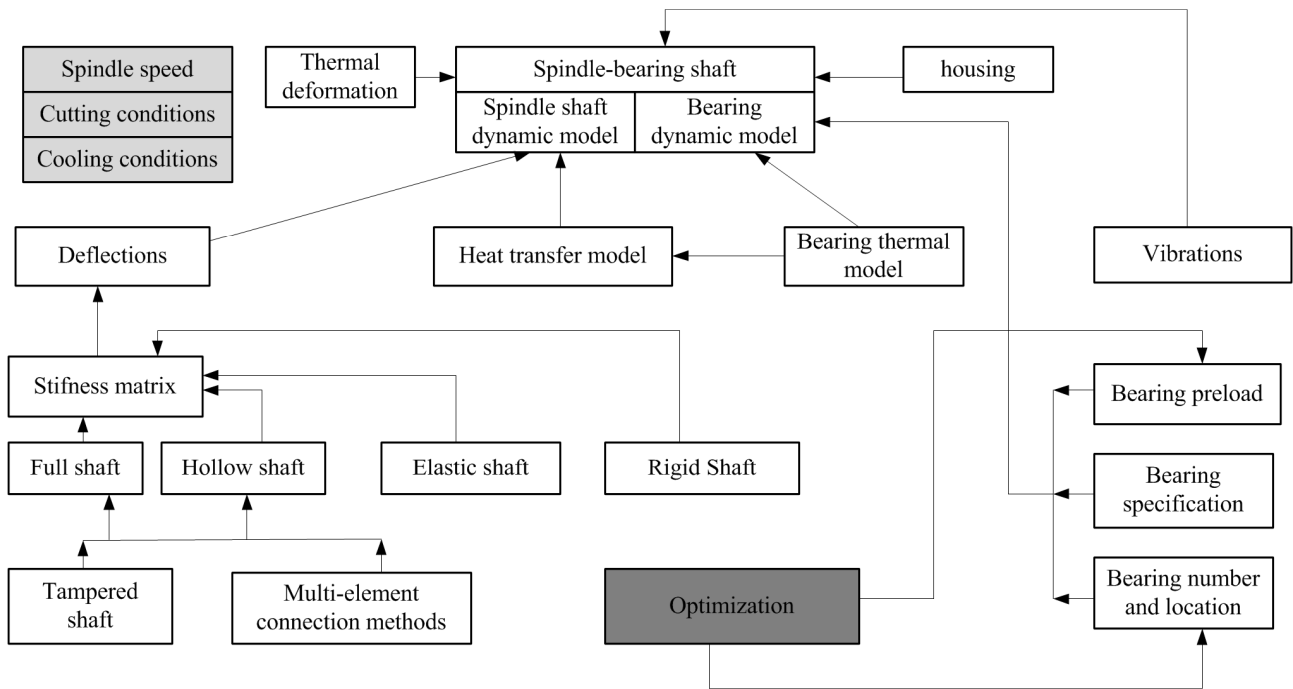 Spindle speed
Cutting conditions
Cooling conditions
Thermal
deformation
Spindle-bearing shaft
housing
Spindle shaft
dynamic model
Bearing
dynamic model
Deflections
Heat transfer model
Bearing thermal
model
Vibrations
Stifness matrix
Bearing preload
Full shaft
Hollow shaft
Elastic shaft
Rigid Shaft
Bearing
specification
Tampered
shaft
Multi-element
connection methods
Optimization
Bearing number
and location